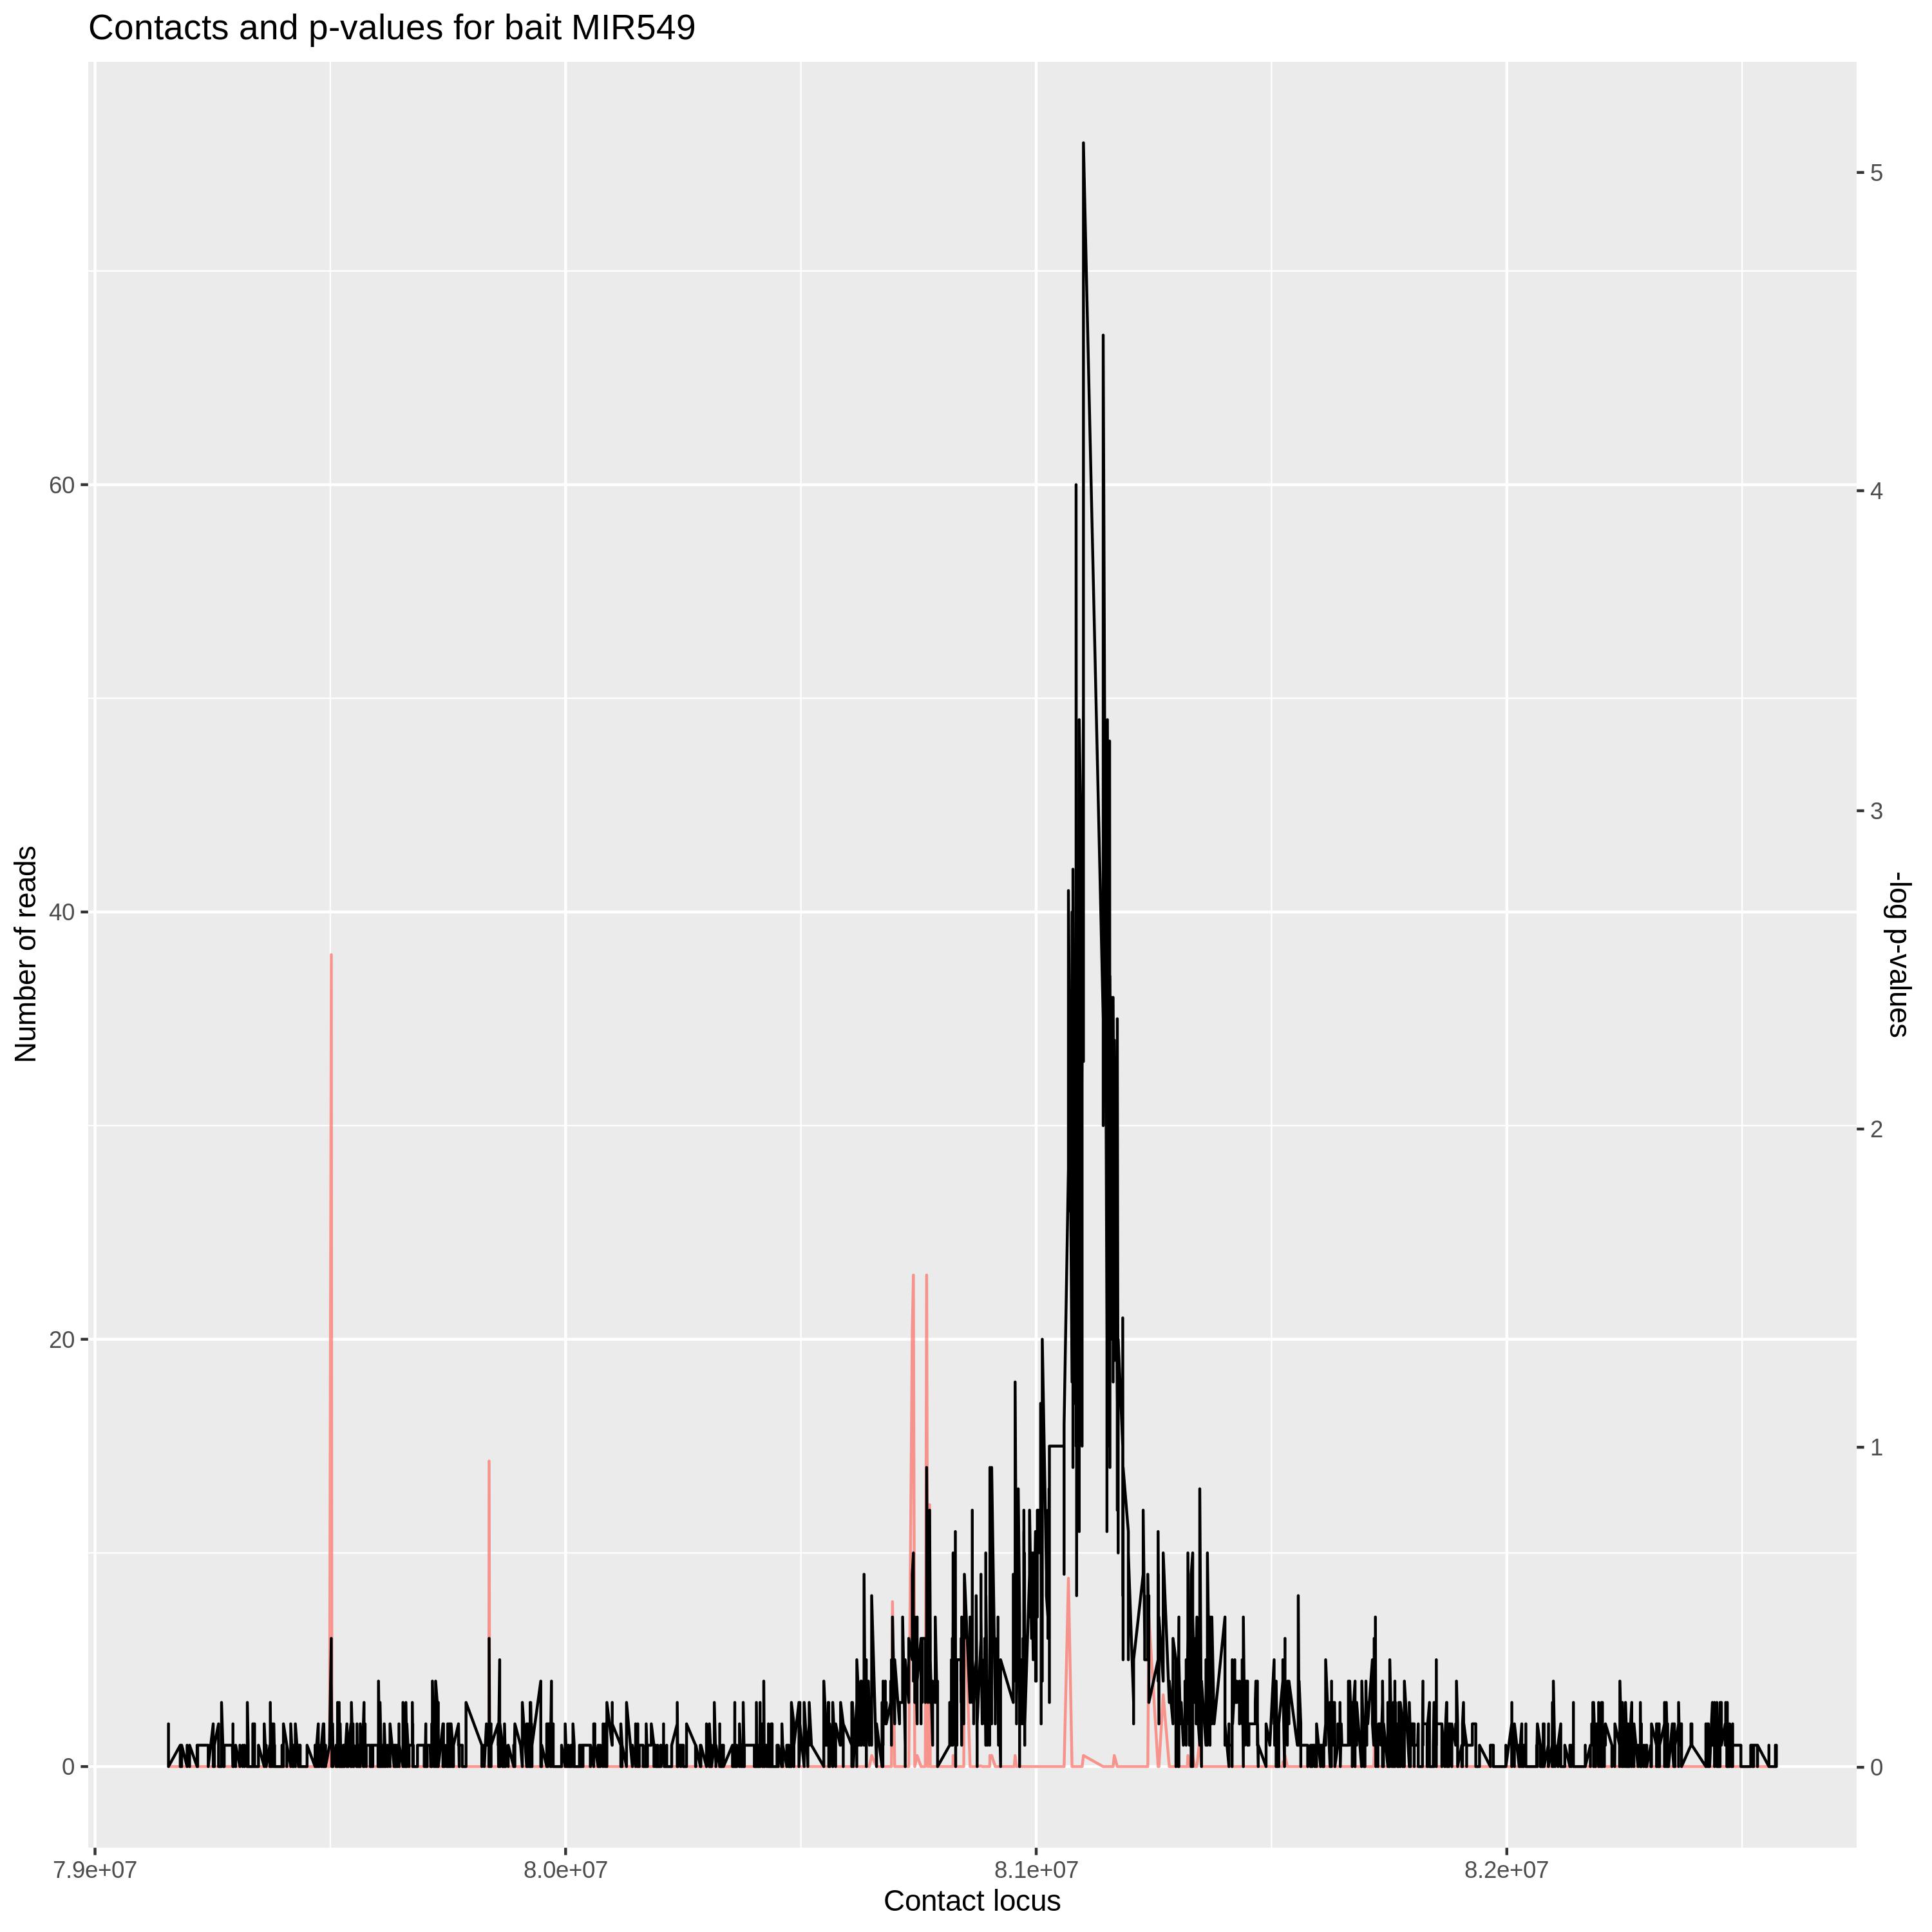 Contacts and p-values for bait MIR549
Number of reads
60
40
20
0
5
4
3
2
1
0
-log p-values
7.9e+07
8.0e+07
8.1e+07
8.2e+07
Contact locus